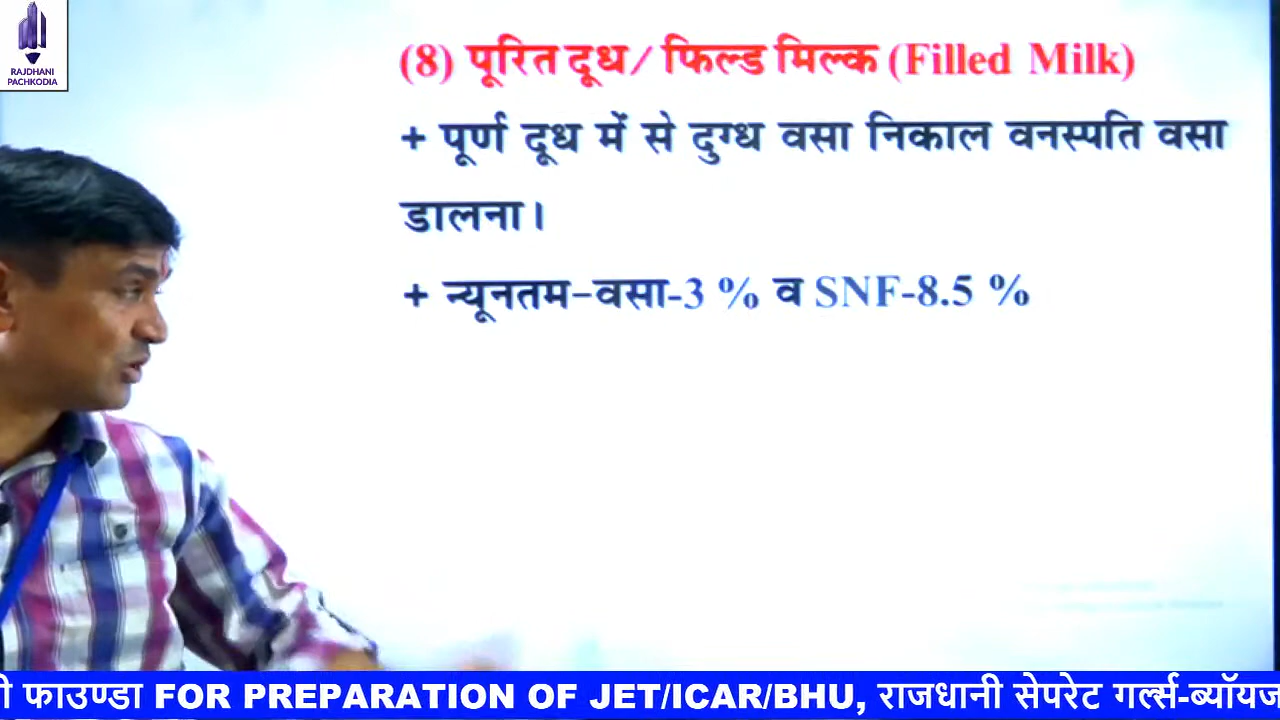 RAJDHANI
PACHKODIA
(8) पूरित दूध/ फिल्ड मिल्क (Filled Milk)
+ पूर्ण दूध में से दुग्ध वसा निकाल वनस्पति वसा
डालना।
+ न्यूनतम-वसा-3 % व SNF-8.5 %
ी फाउण्डा FOR PREPARATION OF JET/ICAR/BHU, राजधानी सेपरेट गर्ल्स-ब्यॉयज